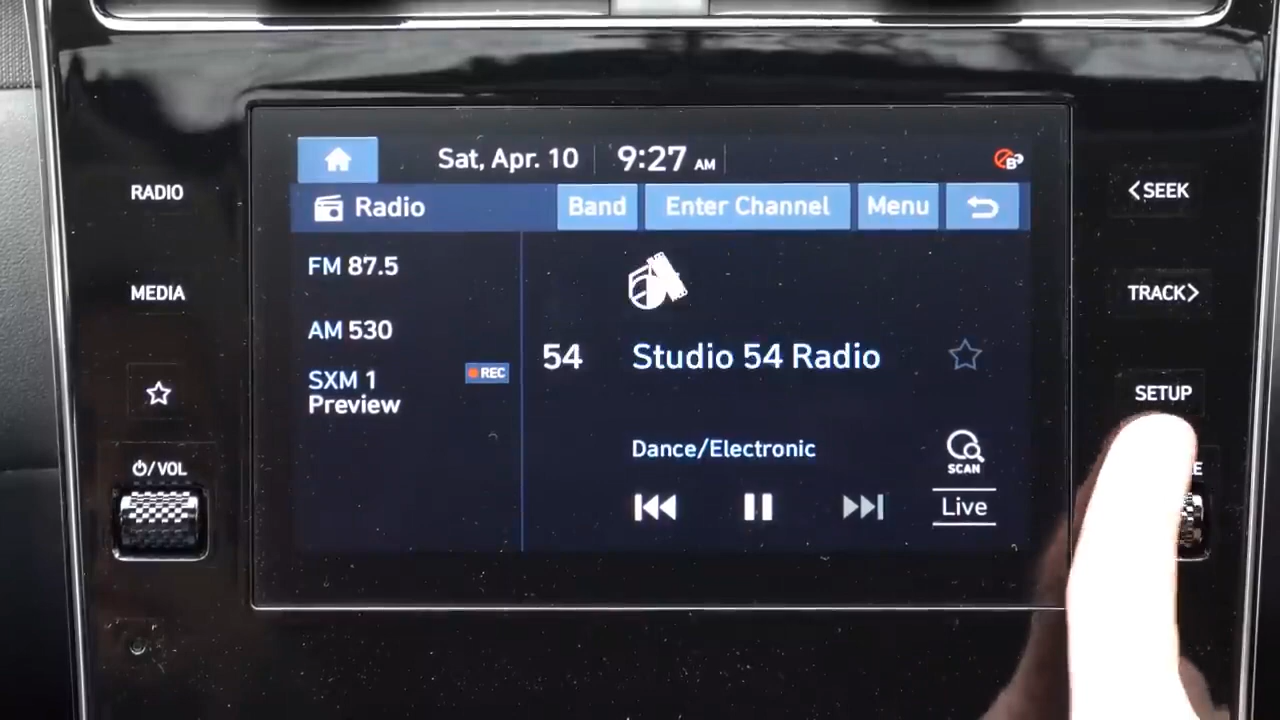 Sat, Apr. 10 9:27 AM
B
RADIO
Radio Band Enter Channel Menu
<SEEK
FM 87.5
MEDIA
TRACK>
AM 530
54 Studio 54 Radio
SXM 1
Preview
REC
SETUP
Dance/Electronic
SCAN
/VOL
E
Live